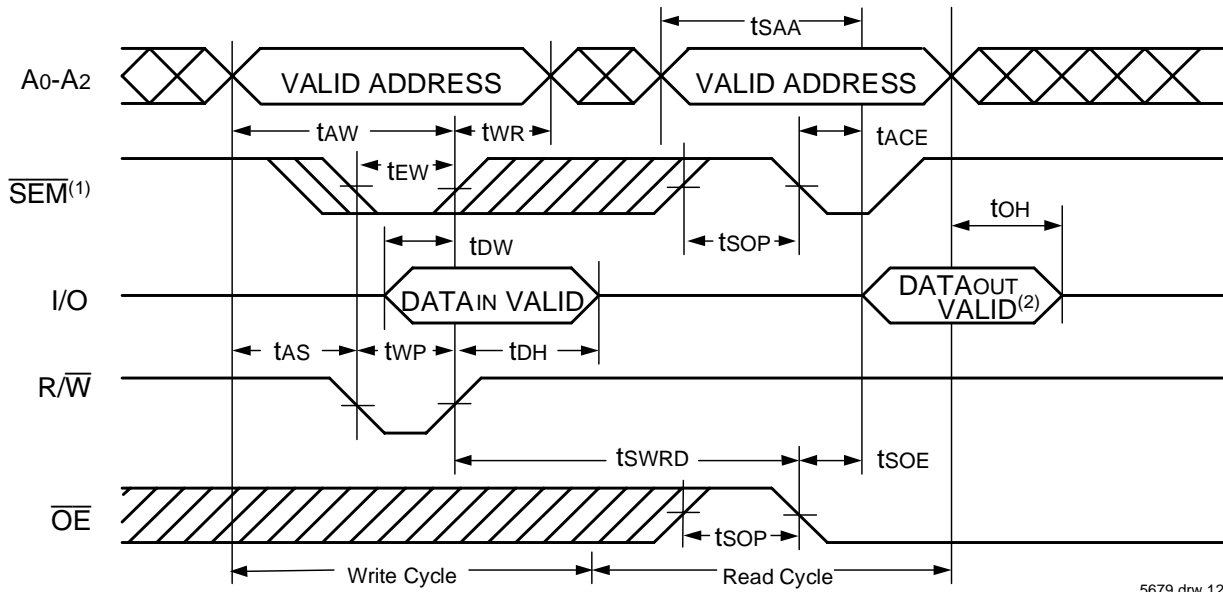 tSAA
A0-A2 VALID ADDRESS VALID ADDRESS
tAW tWR tACE
tEW
SEM(1)
tSOP tOH
tDW
I/O DATAIN VALID DATAOUT
VALID(2)
tAS tWP tDH
R/W
tSWRD tSOE
OE
tSOP
Write Cycle Read Cycle
5679 drw 12